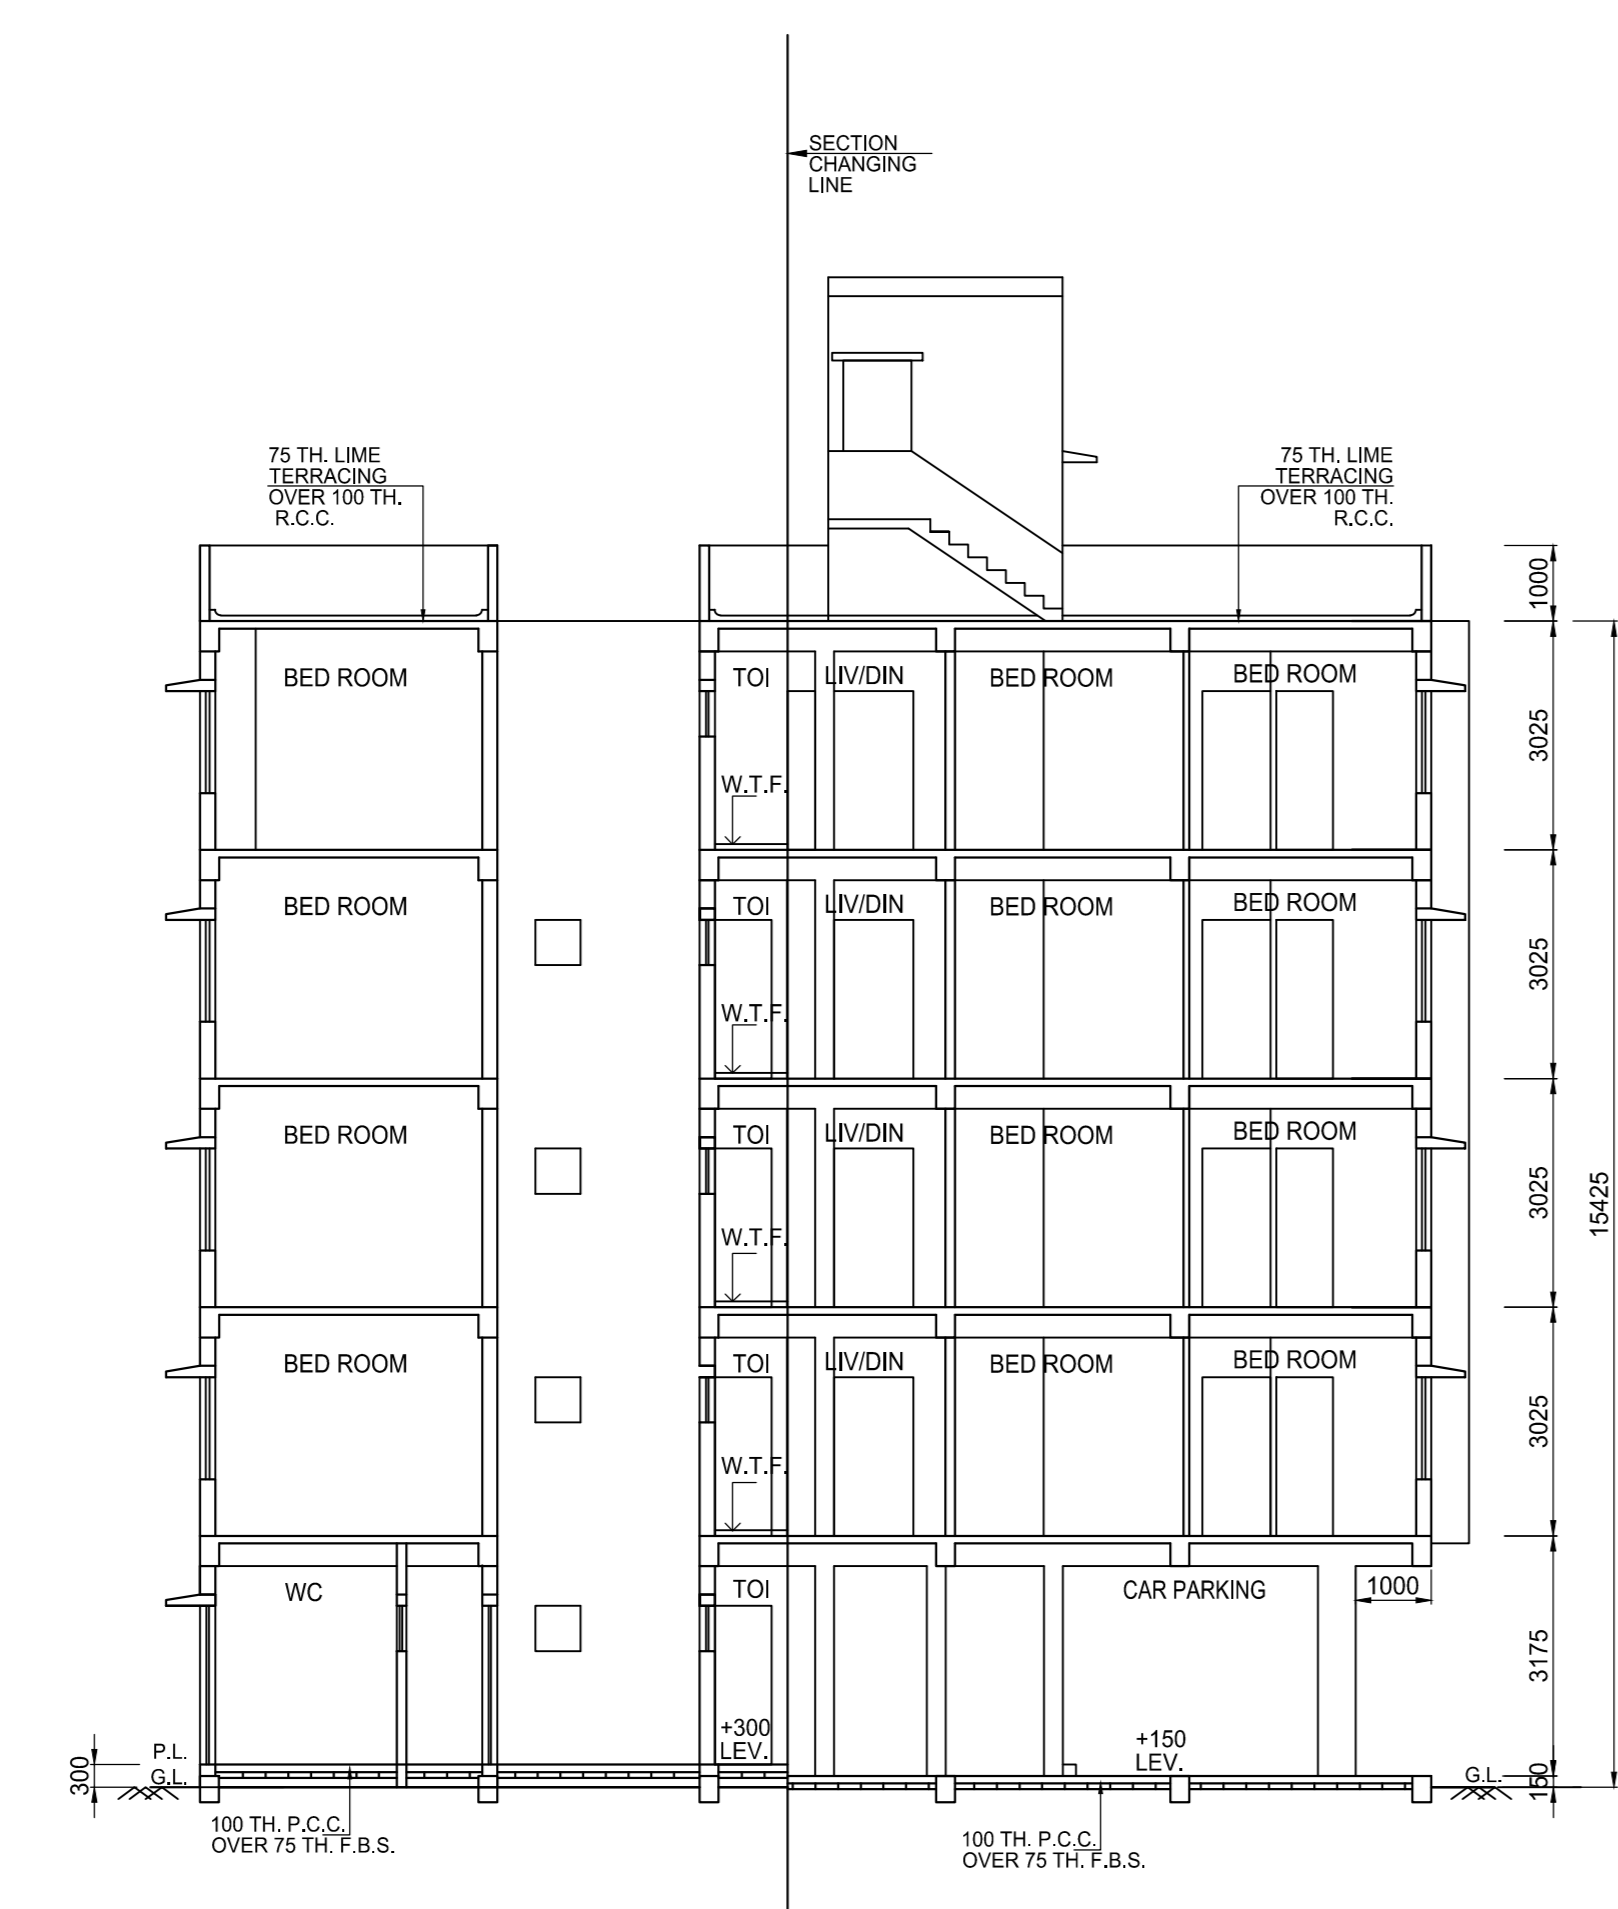 SECTION
CHANGING
LINE
75 TH. LIME
TERRACING
OVER 100 TH.
R.C.C.
75 TH. LIME
TERRACING
OVER 100 TH.
R.C.C.
1000
BED ROOM
TOI
LIV/DIN
BED ROOM
BED ROOM
3025
W.T.F.
BED ROOM
TOI
LIV/DIN
BED ROOM
BED ROOM
3025
W.T.F.
BED ROOM
TOI
LIV/DIN
BED ROOM
BED ROOM
3025
15425
W.T.F.
BED ROOM
TOI
LIV/DIN
BED ROOM
BED ROOM
3025
W.T.F.
WC
TOI
CAR PARKING
1000
3175
+300
LEV.
+150
LEV.
P.L.
G.L.
300
G.L.
150
100 TH. P.C.C.
OVER 75 TH. F.B.S.
100 TH. P.C.C.
OVER 75 TH. F.B.S.